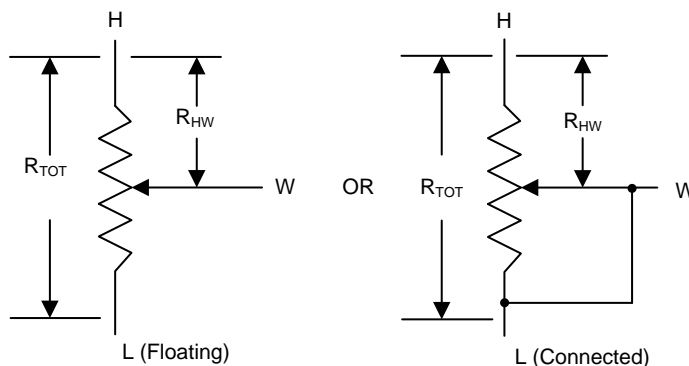 H
R_HW
R_TOT
W
L (Floating)
OR
H
R_HW
R_TOT
W
L (Connected)